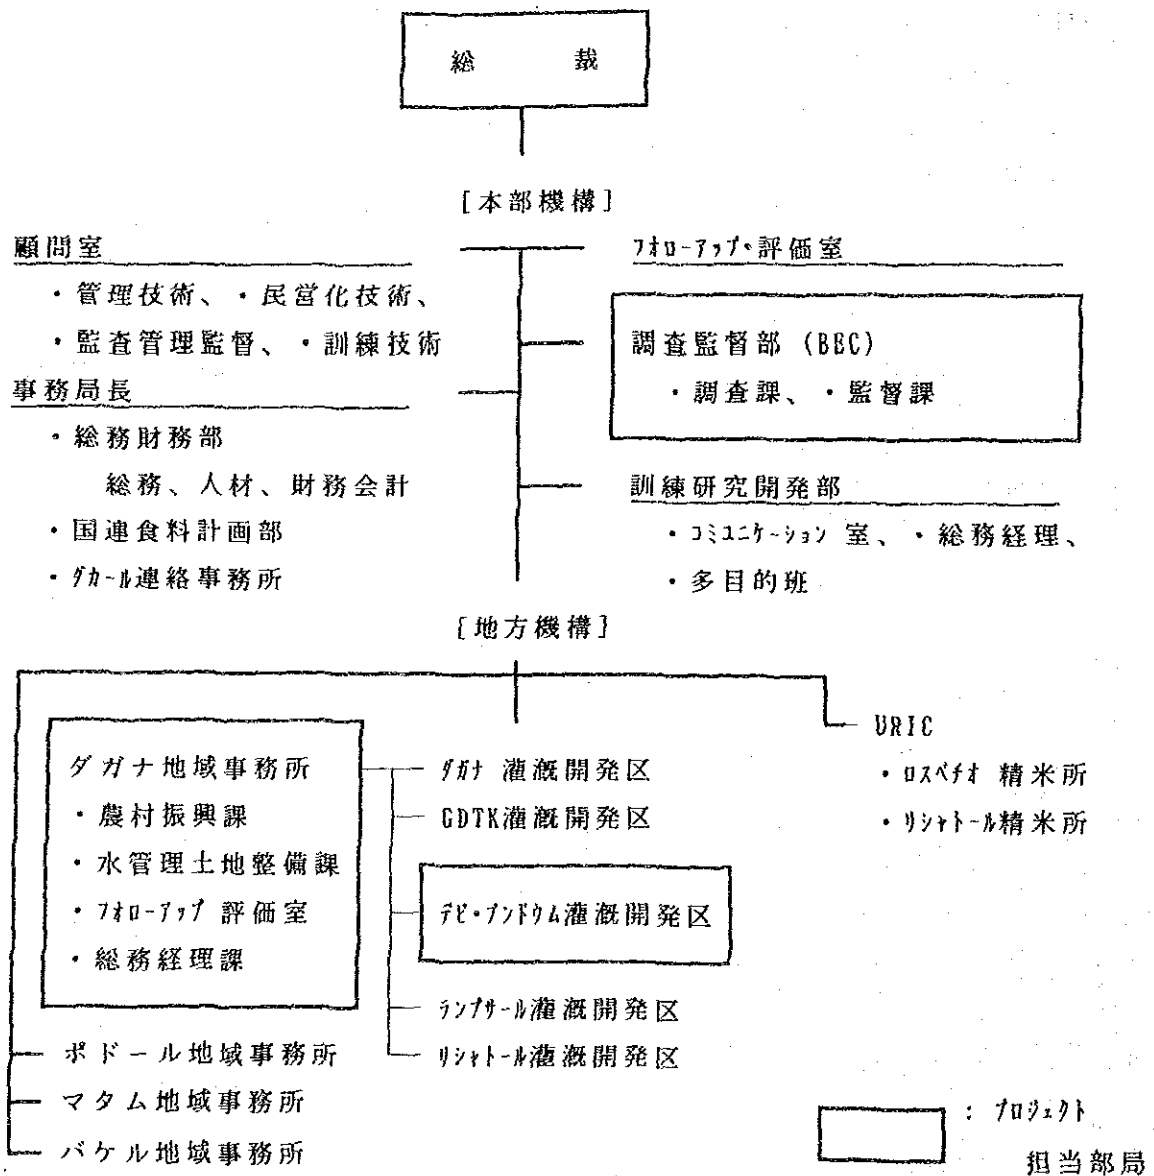 総　　裁
[本部機構]
顧問室
・管理技術、・民営化技術、
・監査管理監督、・訓練技術
事務局長
・総務財務部
総務、人材、財務会計
・国連食料計画部
・ﾀﾞｶｰﾙ連絡事務所
ﾌｫﾛｰｱｯﾌﾟ・評価室
調査監督部 (BEC)
・調査課、・監督課
訓練研究開発部
・ｺﾐｭﾆｹｰｼｮﾝ 室、・総務経理、
・多目的班
[地方機構]
ダガナ地域事務所
・農村振興課
・水管理土地整備課
・ﾌｫﾛｰｱｯﾌﾟ 評価室
・総務経理課
ポドール地域事務所
マタム地域事務所
バケル地域事務所
ﾀﾞｶﾞﾅ 灌漑開発区
GDTK灌漑開発区
ﾃﾞﾋﾞ･ﾌﾞﾝﾄﾞｳﾑ灌漑開発区
ﾗﾝﾌﾟｻｰﾙ灌漑開発区
ﾘｼｬﾄｰﾙ灌漑開発区
URIC
・ﾛｽﾍﾞﾁｵ 精米所
・ﾘｼｬﾄｰﾙ精米所
：ﾌﾟﾛｼﾞｪｸﾄ
担当部局